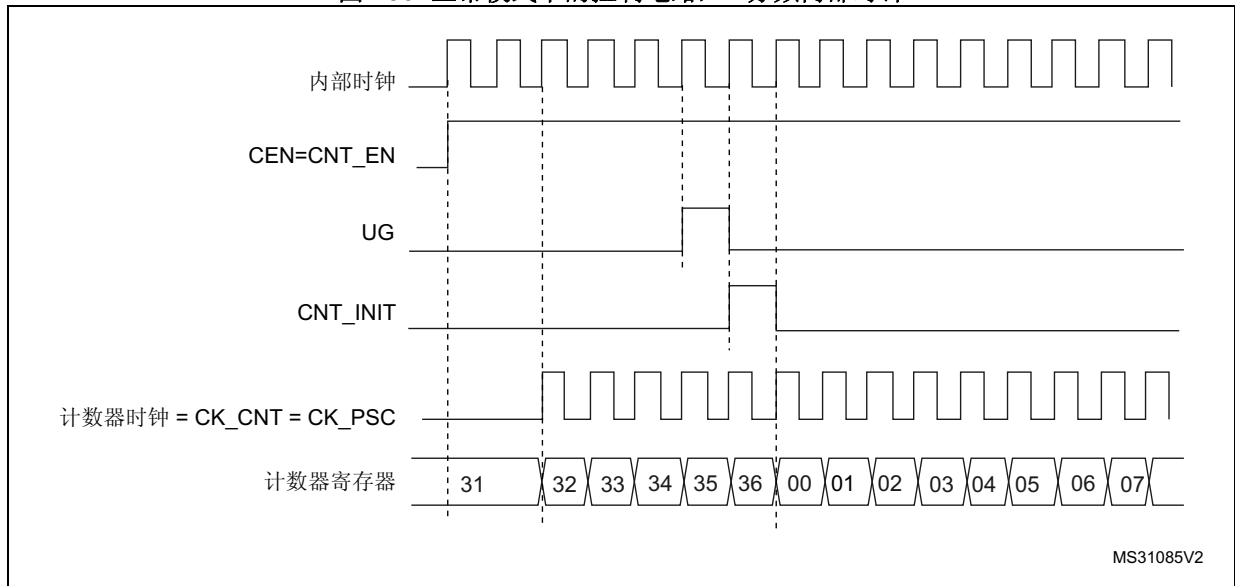 内部时钟
CEN=CNT_EN
UG
CNT_INIT
计数器时钟 = CK_CNT = CK_PSC
计数器寄存器 31 32 33 34 35 36 00 01 02 03 04 05 06 07
MS31085V2